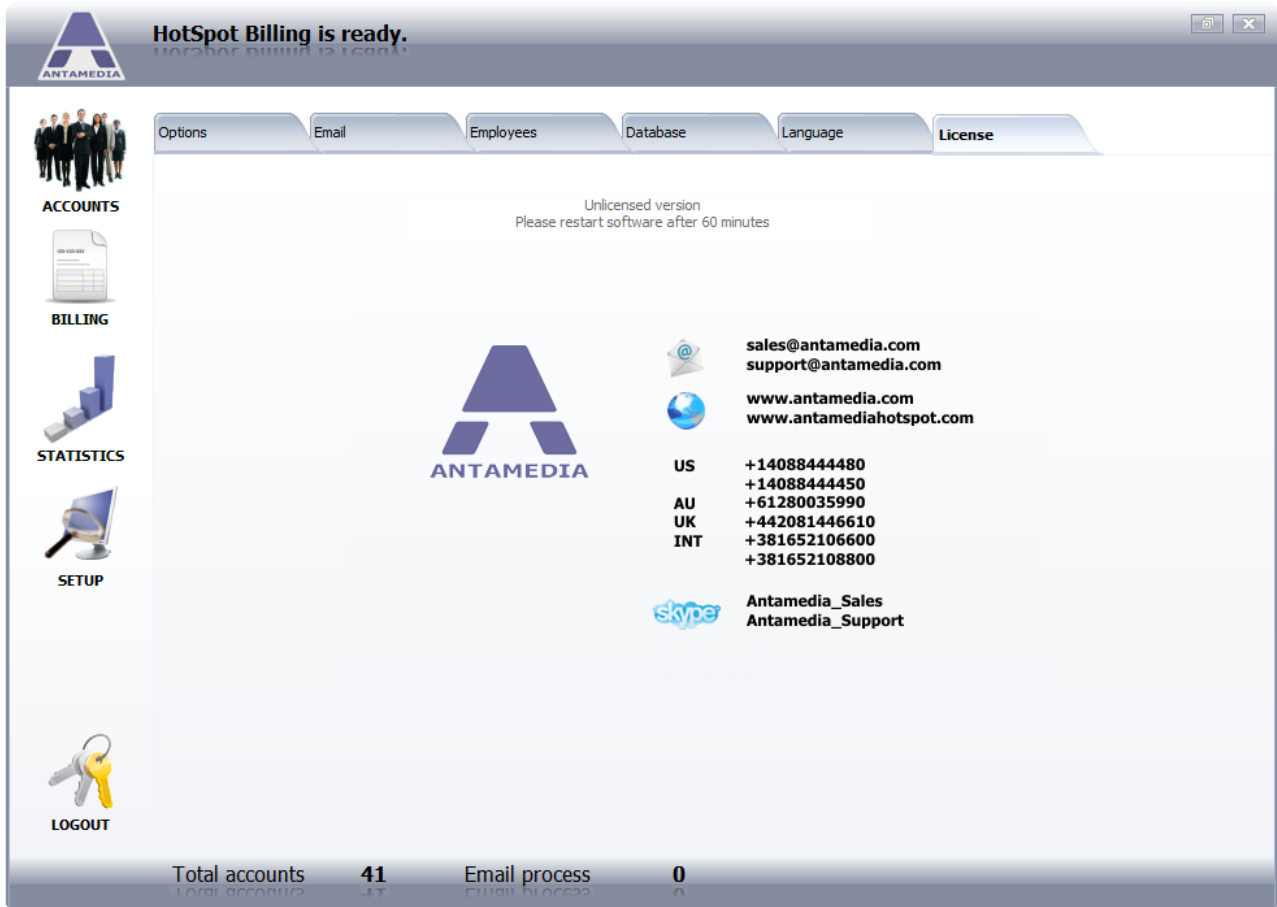 HotSpot Billing is ready.
ANTAMEDIA
Options
Email
Employees
Database
Language
License
ACCOUNTS
BILLING
STATISTICS
SETUP
LOGOUT
Unlicensed version
Please restart software after 60 minutes
ANTAMEDIA
sales@antamedia.com
support@antamedia.com
www.antamedia.com
www.antamediahotspot.com
US +14088444480
+14088444450
AU +61280035990
UK +442081446610
INT +381652106600
+381652108800
skype Antamedia_Sales
Antamedia_Support
Total accounts 41 Email process 0